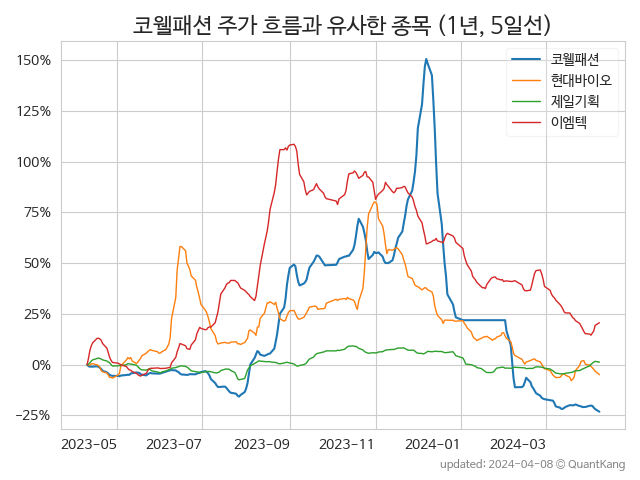 코웰패션 주가 흐름과 유사한 종목 (1년, 5일선)
코웰패션
현대바이오
제일기획
이엠텍
150%
125%
100%
75%
50%
25%
0%
−25%
2023-05 2023-07 2023-09 2023-11 2024-01 2024-03
updated: 2024-04-08 © QuantKang